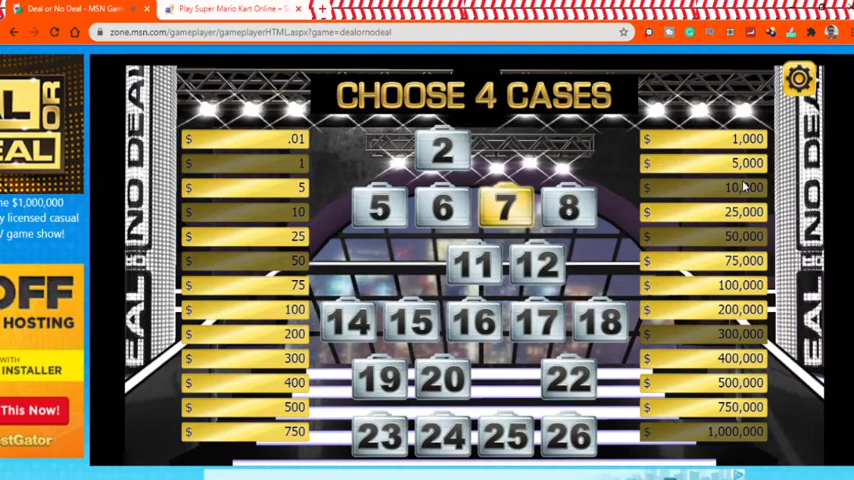 Deal or No Deal - MSN Gam
Play Super Mario Kart Online – S
zone.msn.com/gameplayer/gameplayerHTML.aspx?game=dealornodeal
CHOOSE 4 CASES
OR
EAL
NO DEAL
NO DEAL
$ .01
$ 1
$ 5
$ 10
$ 25
$ 50
$ 75
$ 100
$ 200
$ 300
$ 400
$ 500
$ 750
2
5 6 7 8
11 12
14 15 16 17 18
19 20 22
23 24 25 26
$ 1,000
$ 5,000
$ 10,000
$ 25,000
$ 50,000
$ 75,000
$ 100,000
$ 200,000
$ 300,000
$ 400,000
$ 500,000
$ 750,000
$ 1,000,000
ne $1,000,000
y licensed casual
V game show!
OFF
HOSTING
WITH
INSTALLER
This Now!
stGator